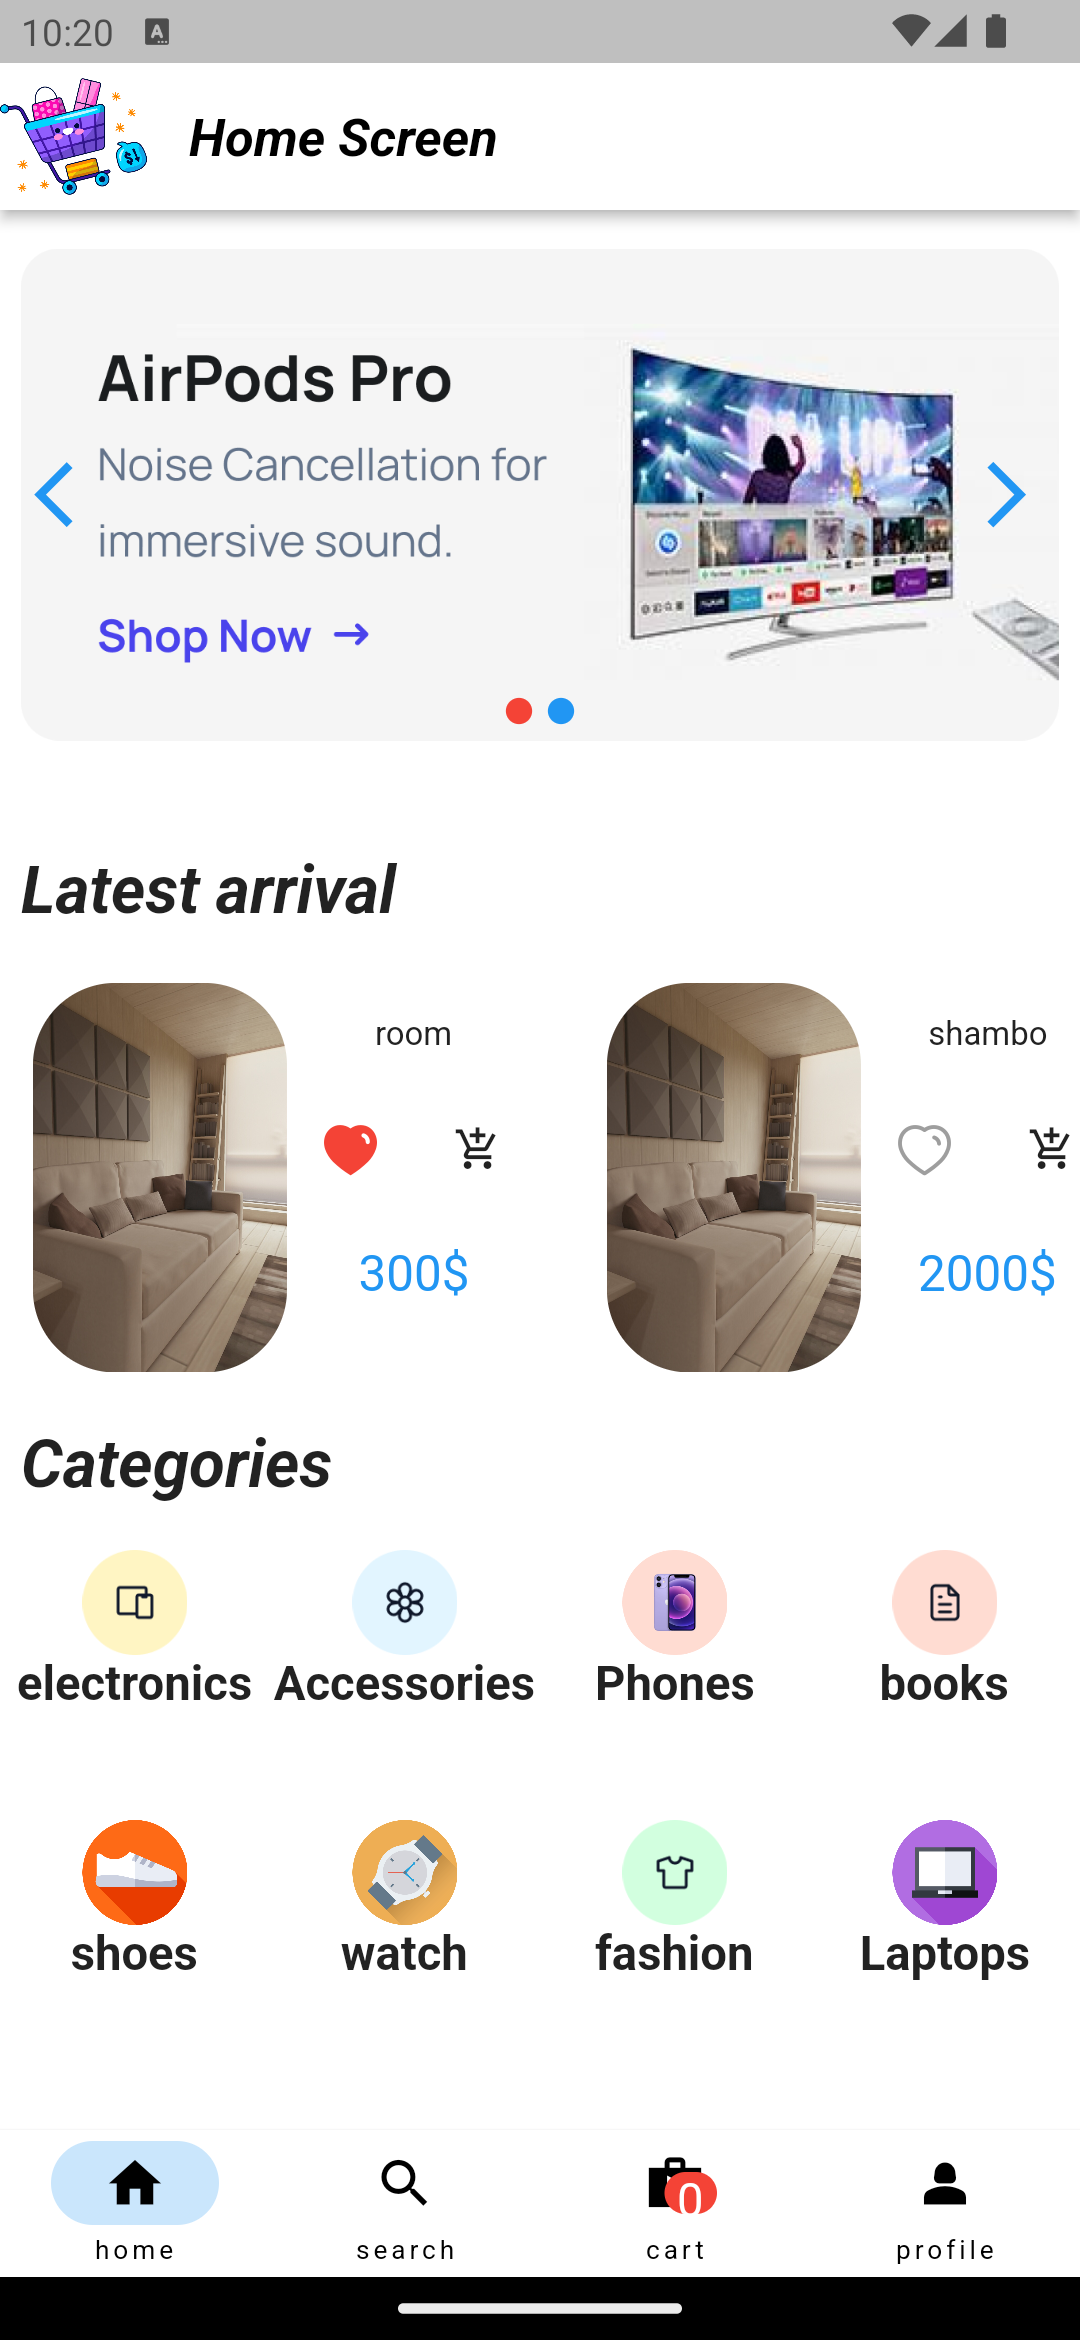 10:20
Home Screen
AirPods Pro
Noise Cancellation for
immersive sound.
Shop Now →
Latest arrival
room
shambo
300$
2000$
Categories
electronics
Accessories
Phones
books
shoes
watch
fashion
Laptops
0
home
search
cart
profile